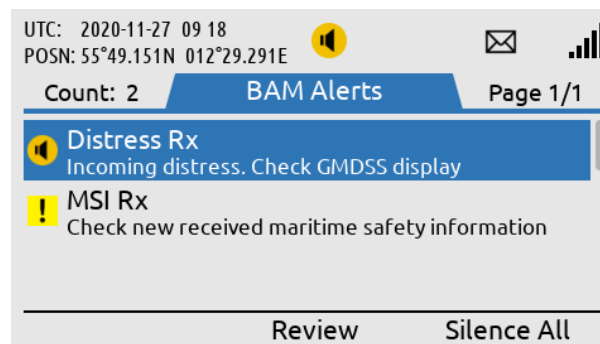 UTC: 2020-11-27 09 18
POSN: 55°49.151N 012°29.291E
Count: 2 BAM Alerts Page 1/1
Distress Rx
Incoming distress. Check GMDSS display
! MSI Rx
Check new received maritime safety information
Review Silence All